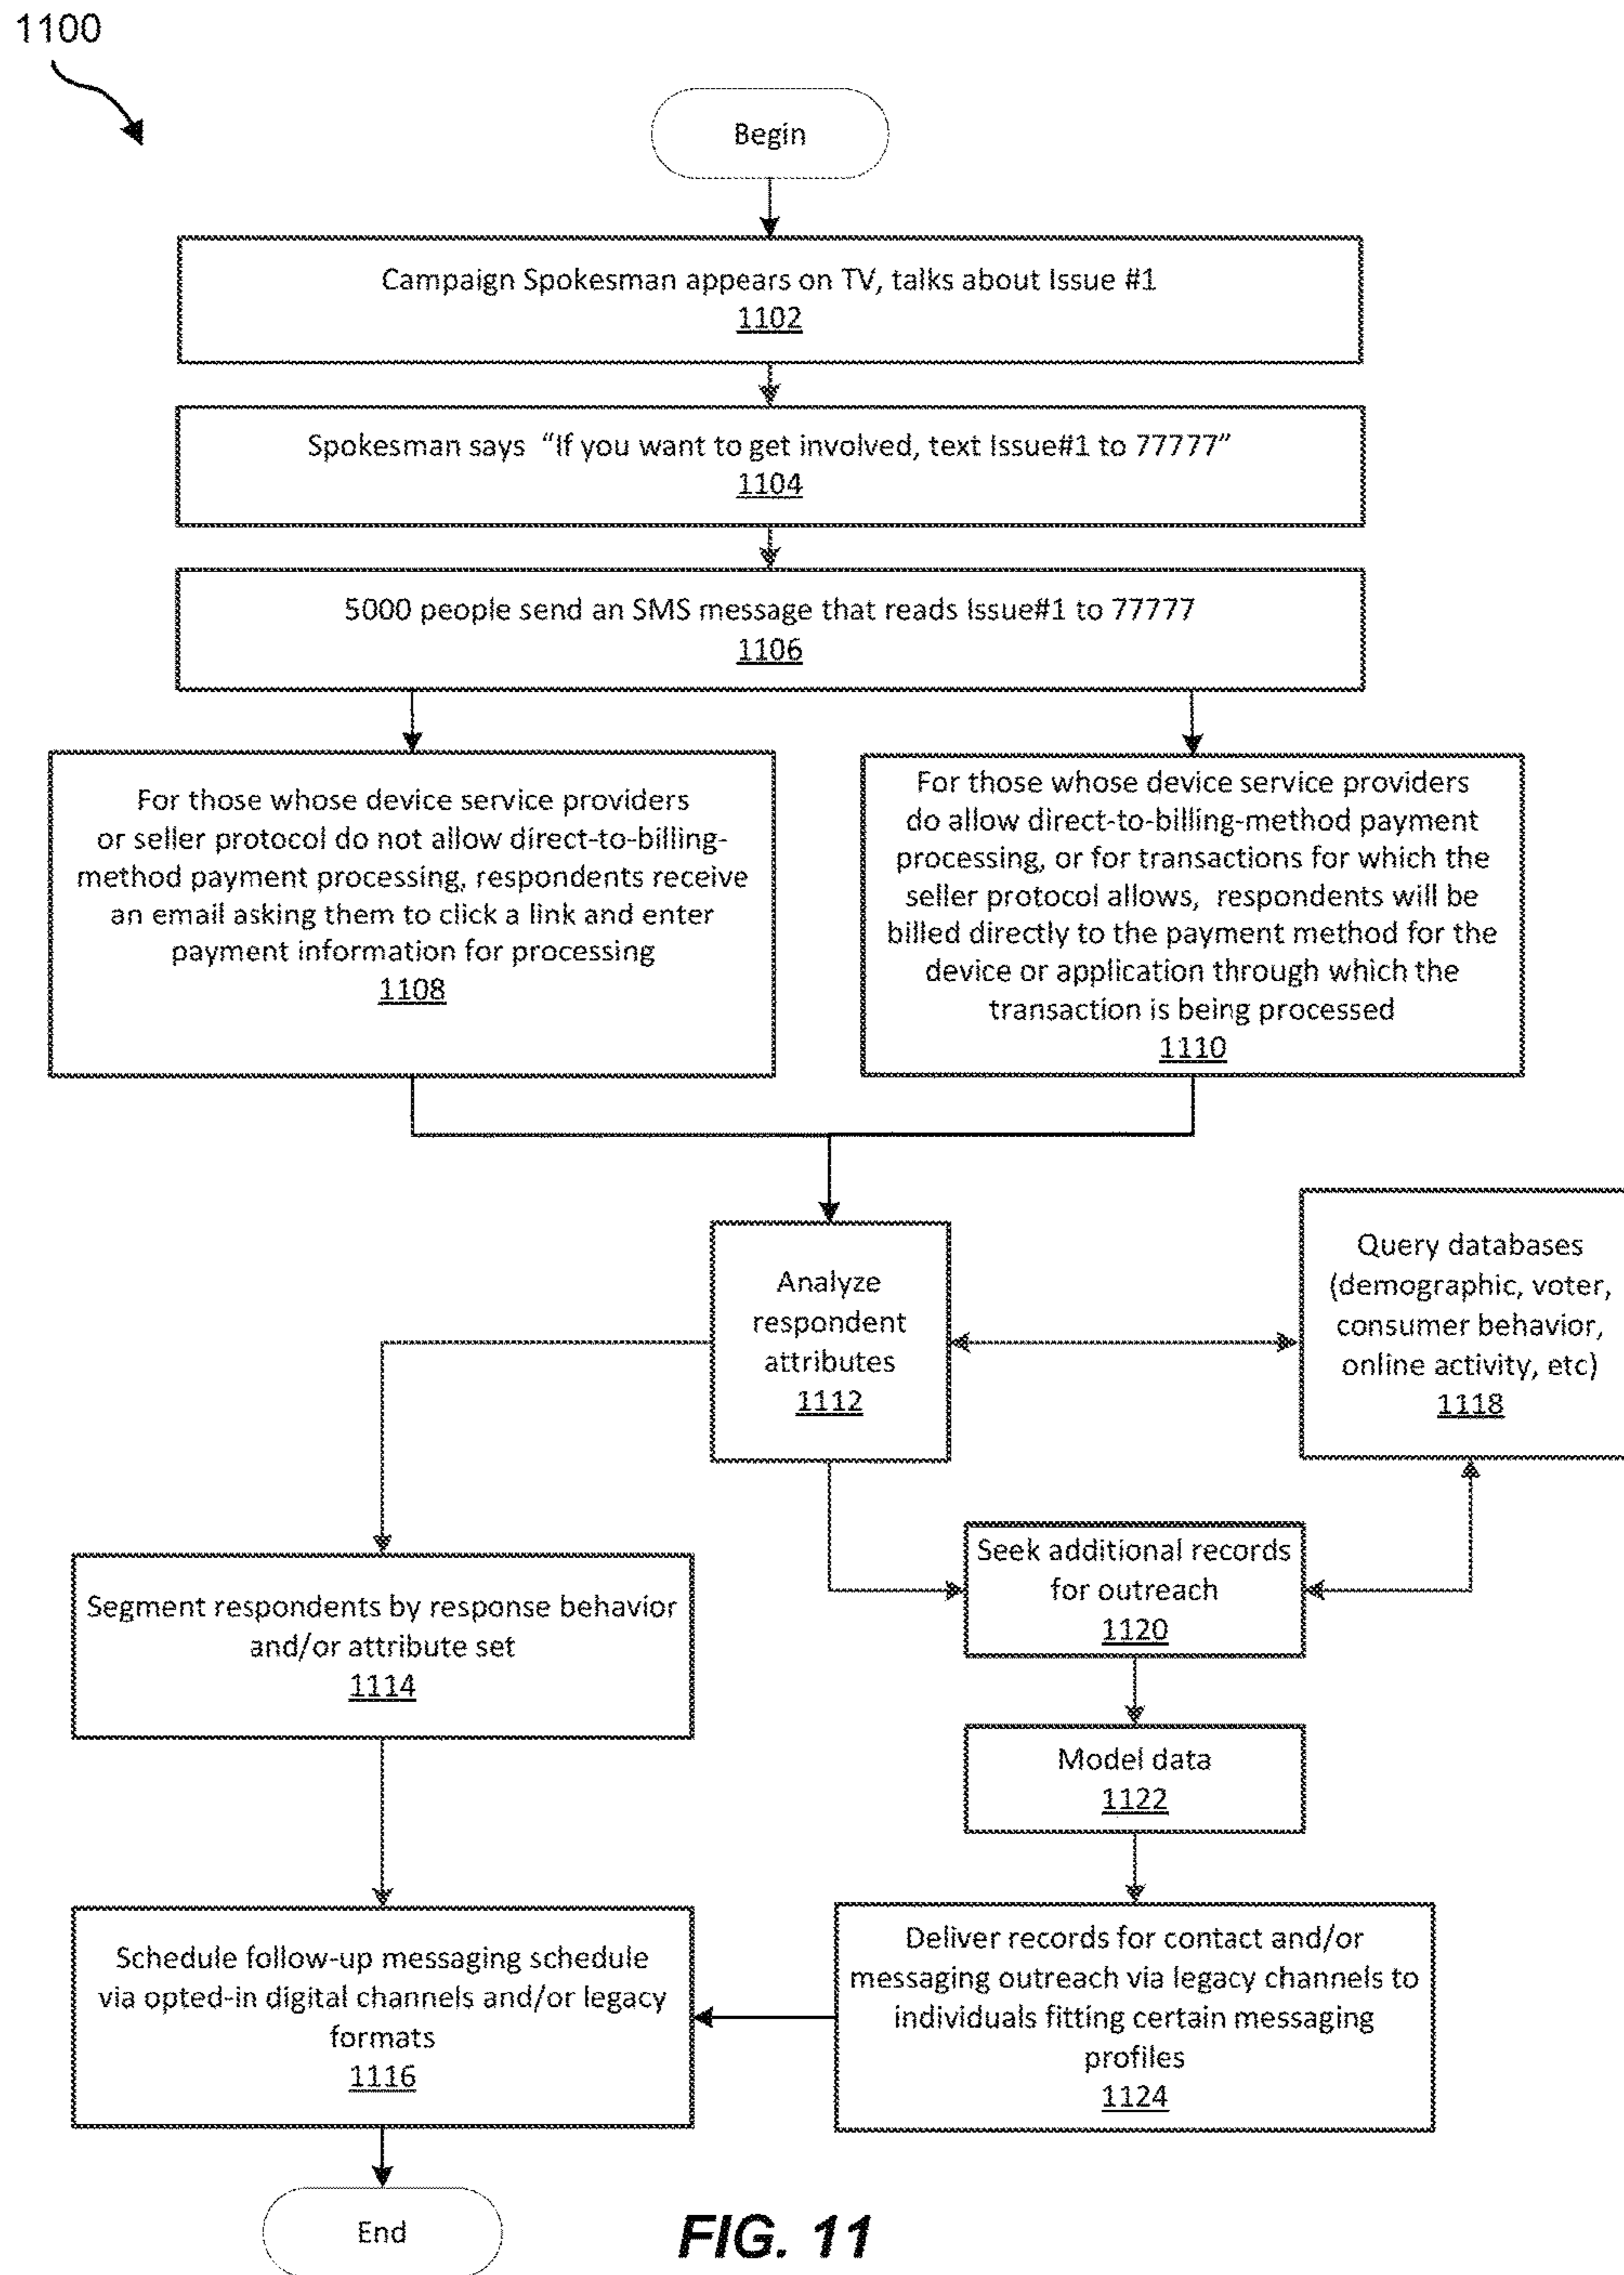 1100
Begin
Campaign Spokesman appears on TV, talks about Issue #1
1102
Spokesman says "If you want to get involved, text Issue#1 to 77777"
1104
5000 people send an SMS message that reads Issue#1 to 77777
1106
For those whose device service providers
or seller protocol do not allow direct-to-billing-
method payment processing, respondents receive
an email asking them to click a link and enter
payment information for processing
1108
For those whose device service providers
do allow direct-to-billing-method payment
processing, or for transactions for which the
seller protocol allows, respondents will be
billed directly to the payment method for the
device or application through which the
transaction is being processed
1110
Analyze
respondent
attributes
1112
Query databases
(demographic, voter,
consumer behavior,
online activity, etc)
1118
Seek additional records
for outreach
1120
Segment respondents by response behavior
and/or attribute set
1114
Model data
1122
Schedule follow-up messaging schedule
via opted-in digital channels and/or legacy
formats
1116
Deliver records for contact and/or
messaging outreach via legacy channels to
individuals fitting certain messaging
profiles
1124
End
FIG. 11